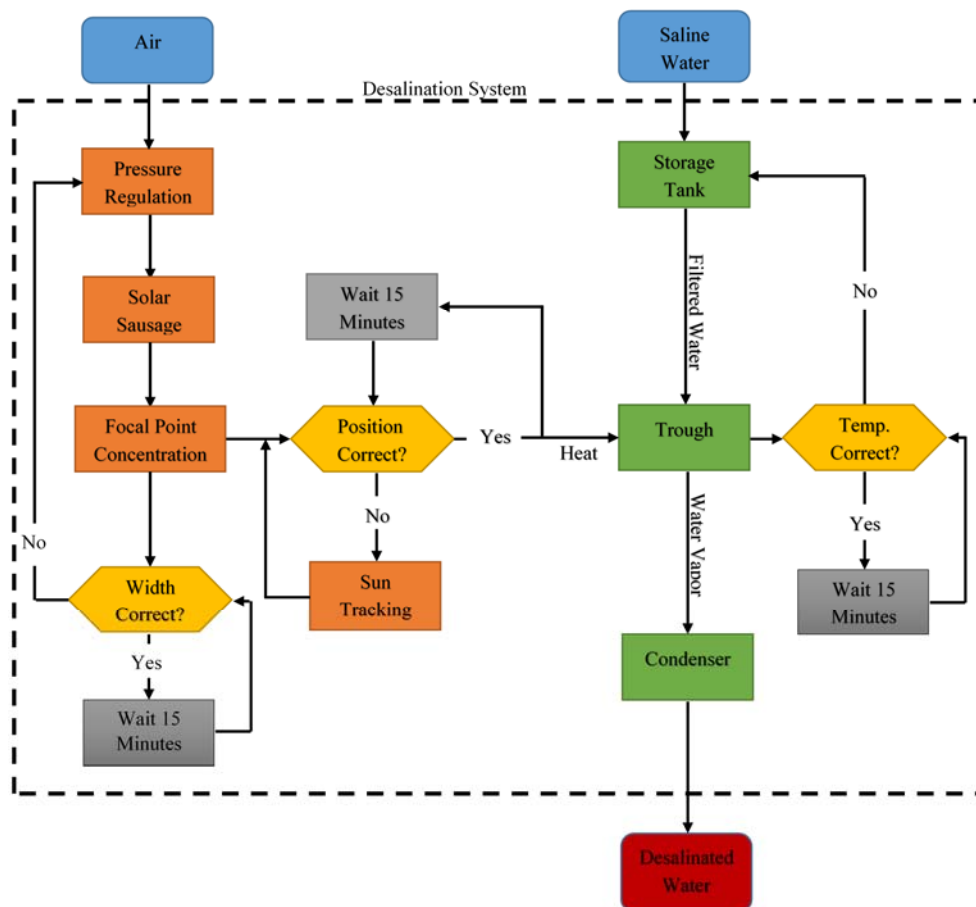 Air
Saline
Water
Desalination System
Pressure
Regulation
Storage
Tank
Solar
Sausage
Wait 15
Minutes
Filtered Water
No
Focal Point
Concentration
Position
Correct?
Yes
Heat
Trough
Temp.
Correct?
No
No
Water Vapor
Yes
Width
Correct?
Sun
Tracking
Wait 15
Minutes
Yes
Condenser
Wait 15
Minutes
Desalinated
Water